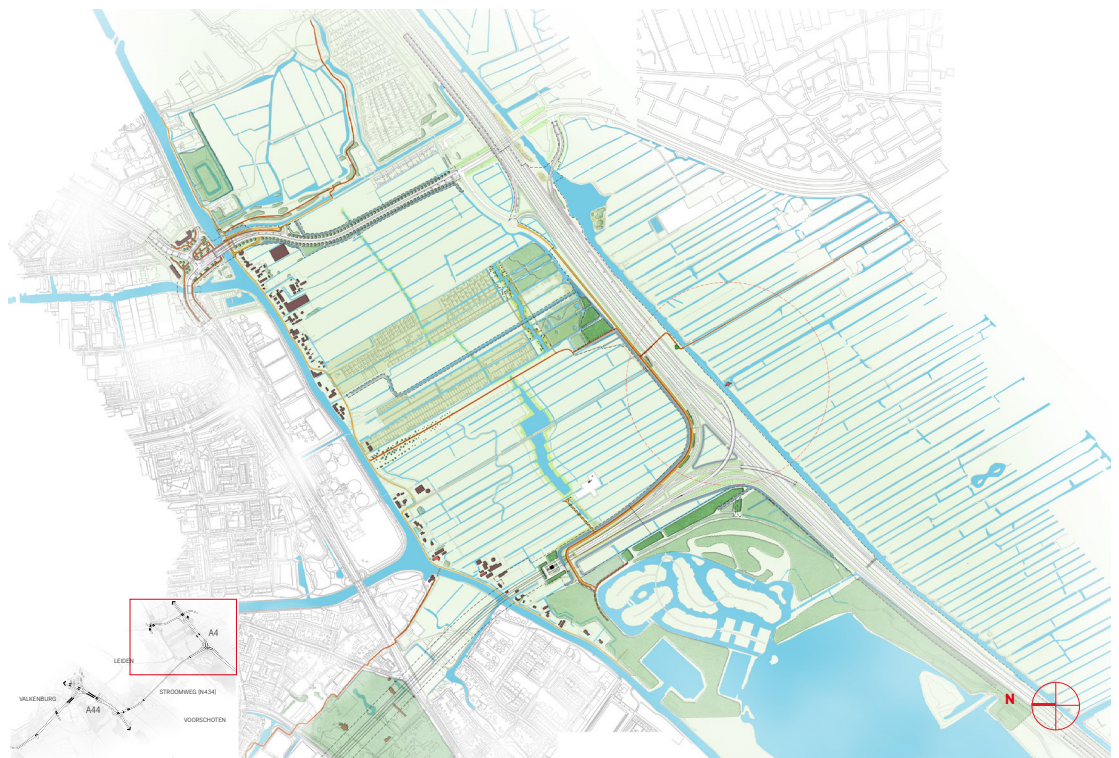 A4
LEIDEN
VALKENBURG
STROOMWEG [N434]
A44
VOORSCHOTEN
N